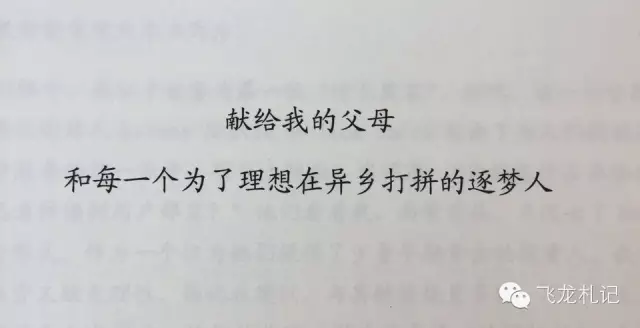 献给我的父母
和每一个为了理想在异乡打拼的逐梦人
飞龙札记